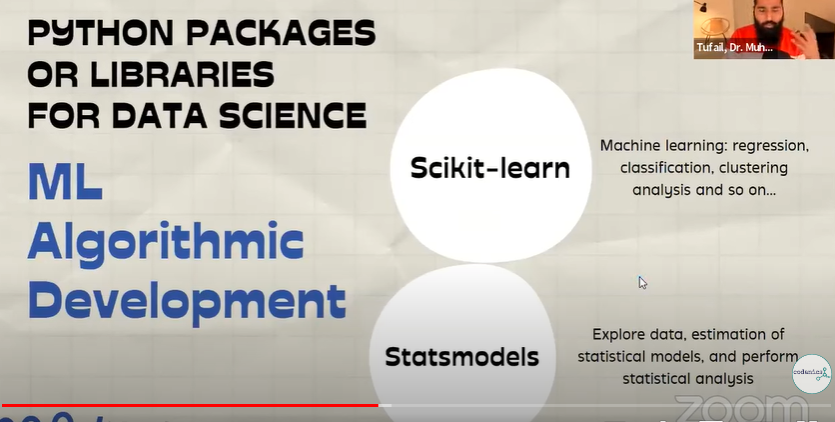 PYTHON PACKAGES
OR LIBRARIES
FOR DATA SCIENCE
ML
Algorithmic
Development
Tufail, Dr. Muh...
Scikit-learn
Machine learning: regression,
classification, clustering
analysis and so on...
Statsmodels
Explore data, estimation of
statistical models, and perform
statistical analysis
codanics
zoom